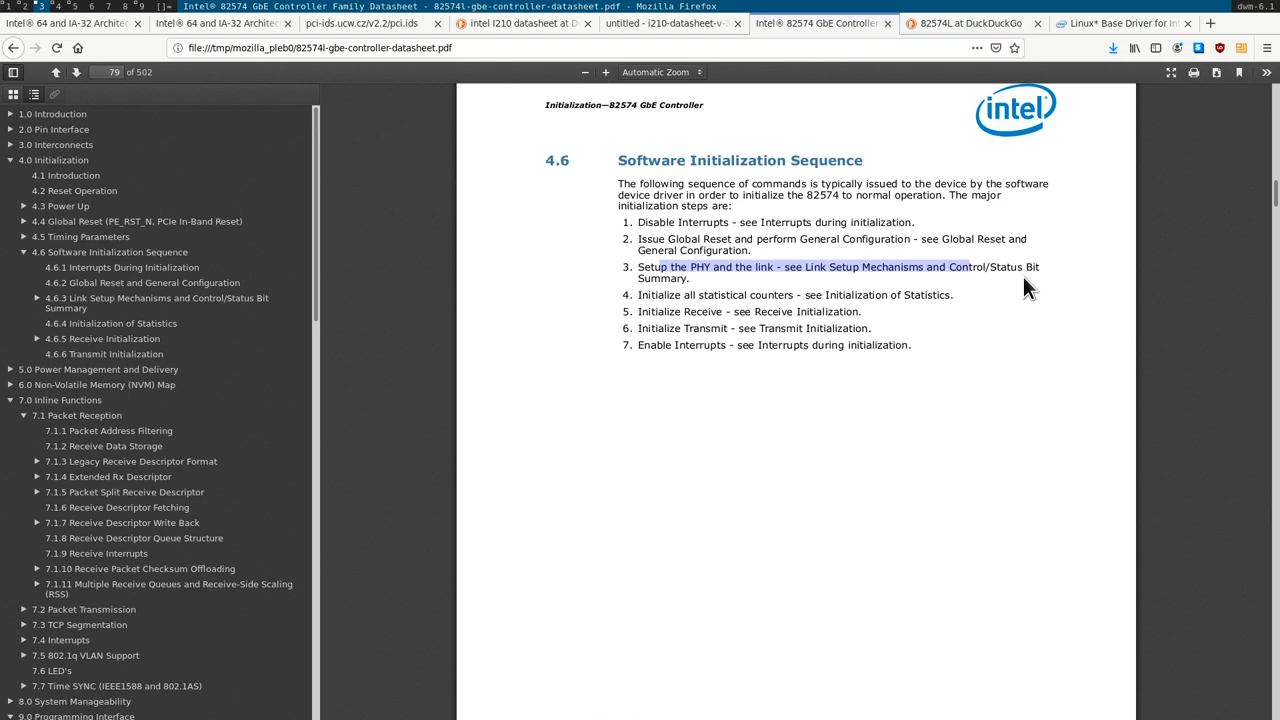 1 2 3 4 5 6 7 8 9 []= Intel® 82574 GbE Controller Family Datasheet - 82574l-gbe-controller-datasheet.pdf - Mozilla Firefox dwm-6.1
Intel® 64 and IA-32 Architec
Intel® 64 and IA-32 Architec
pci-ids.ucw.cz/v2.2/pci.ids
intel I210 datasheet at D
untitled - i210-datasheet-v-3
Intel® 82574 GbE Controlle
82574L at DuckDuckGo
Linux* Base Driver for Int
file:///tmp/mozilla_pleb0/82574l-gbe-controller-datasheet.pdf
79 of 502
Automatic Zoom
1.0 Introduction
2.0 Pin Interface
3.0 Interconnects
4.0 Initialization
4.1 Introduction
4.2 Reset Operation
4.3 Power Up
4.4 Global Reset (PE_RST_N, PCIe In-Band Reset)
4.5 Timing Parameters
4.6 Software Initialization Sequence
4.6.1 Interrupts During Initialization
4.6.2 Global Reset and General Configuration
4.6.3 Link Setup Mechanisms and Control/Status Bit
Summary
4.6.4 Initialization of Statistics
4.6.5 Receive Initialization
4.6.6 Transmit Initialization
5.0 Power Management and Delivery
6.0 Non-Volatile Memory (NVM) Map
7.0 Inline Functions
7.1 Packet Reception
7.1.1 Packet Address Filtering
7.1.2 Receive Data Storage
7.1.3 Legacy Receive Descriptor Format
7.1.4 Extended Rx Descriptor
7.1.5 Packet Split Receive Descriptor
7.1.6 Receive Descriptor Fetching
7.1.7 Receive Descriptor Write Back
7.1.8 Receive Descriptor Queue Structure
7.1.9 Receive Interrupts
7.1.10 Receive Packet Checksum Offloading
7.1.11 Multiple Receive Queues and Receive-Side Scaling
(RSS)
7.2 Packet Transmission
7.3 TCP Segmentation
7.4 Interrupts
7.5 802.1q VLAN Support
7.6 LED's
7.7 Time SYNC (IEEE1588 and 802.1AS)
8.0 System Manageability
9.0 Programming Interface
Initialization—82574 GbE Controller
intel
4.6 Software Initialization Sequence
The following sequence of commands is typically issued to the device by the software
device driver in order to initialize the 82574 to normal operation. The major
initialization steps are:
1. Disable Interrupts - see Interrupts during initialization.
2. Issue Global Reset and perform General Configuration - see Global Reset and
General Configuration.
3. Setup the PHY and the link - see Link Setup Mechanisms and Control/Status Bit
Summary.
4. Initialize all statistical counters - see Initialization of Statistics.
5. Initialize Receive - see Receive Initialization.
6. Initialize Transmit - see Transmit Initialization.
7. Enable Interrupts - see Interrupts during initialization.